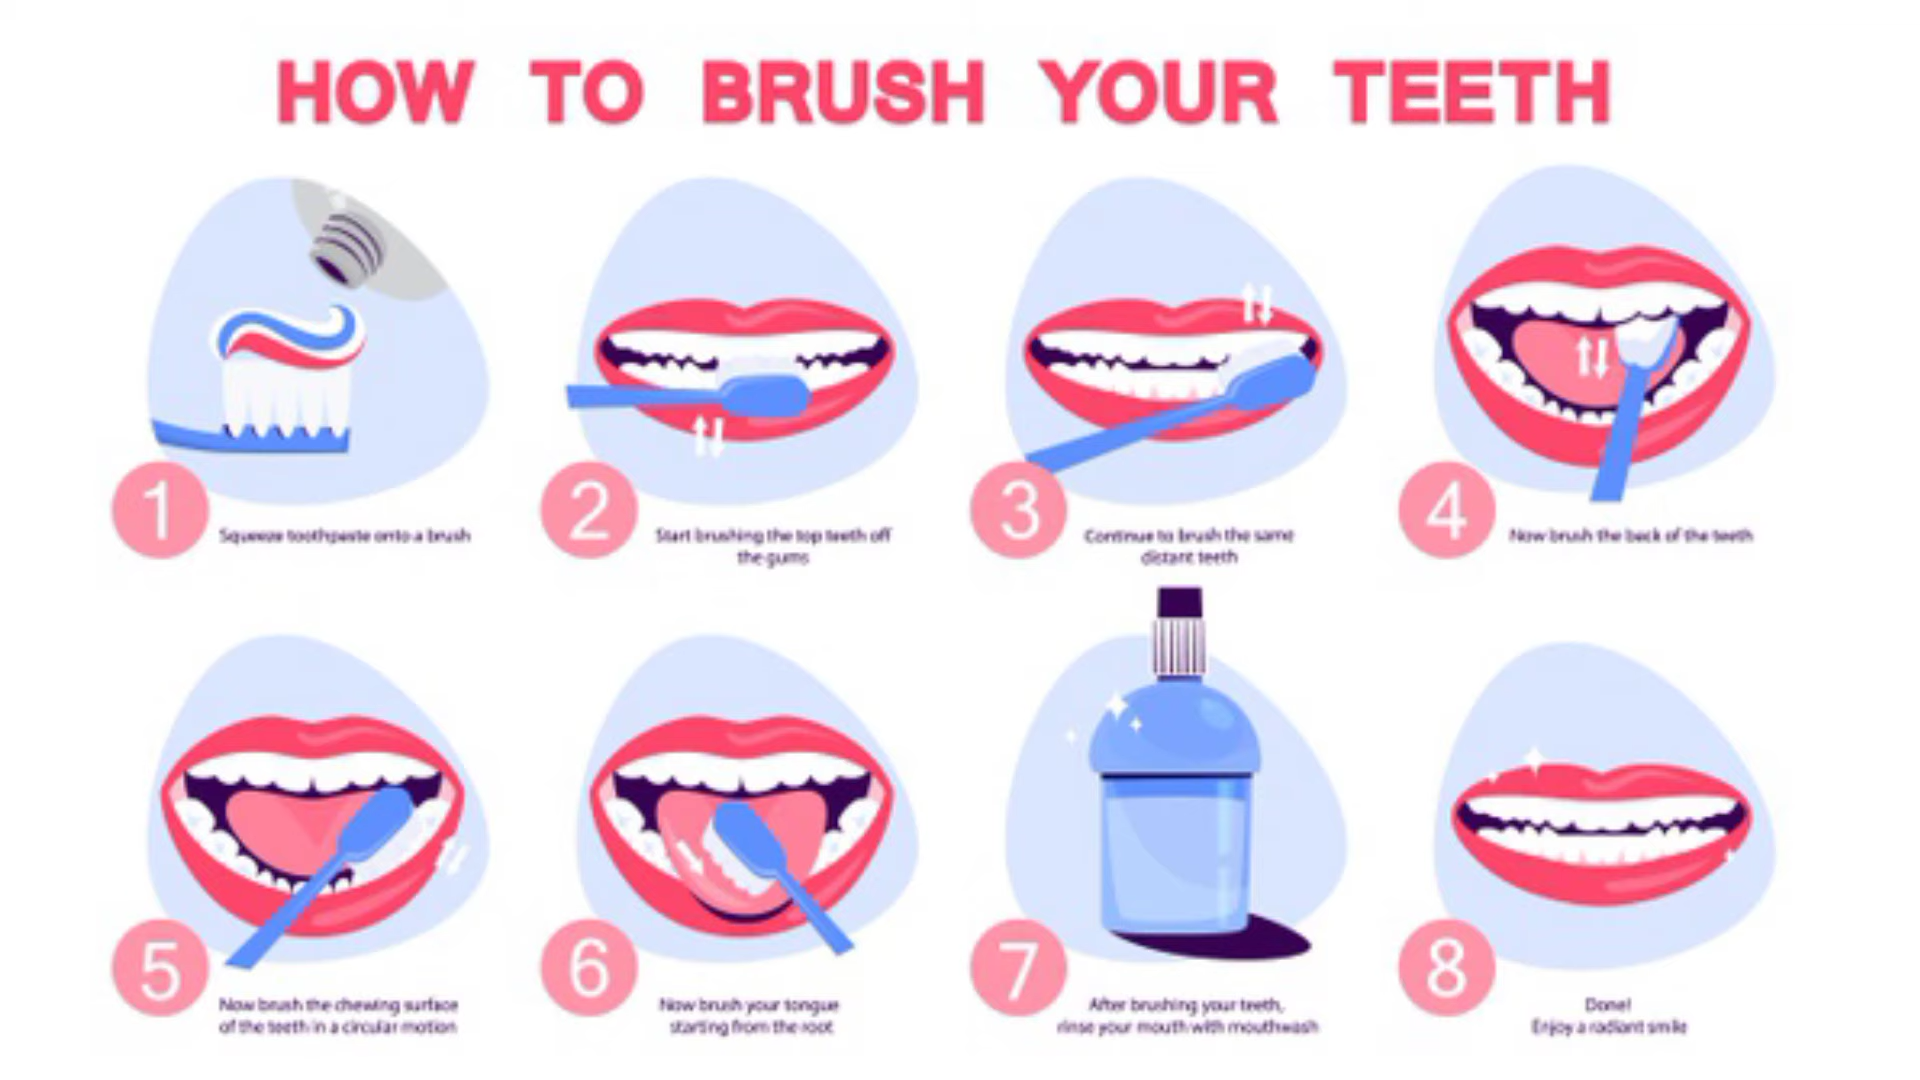 HOW TO BRUSH YOUR TEETH
1
Squeeze toothpaste onto a brush
2
Start brushing the top teeth off
the gums
3
Continue to brush the same
distant teeth
4
Now brush the back of the teeth
5
Now brush the chewing surface
of the teeth in a circular motion
6
Now brush your tongue
starting from the root
7
After brushing your teeth,
rinse your mouth with mouthwash
8
Done!
Enjoy a radiant smile